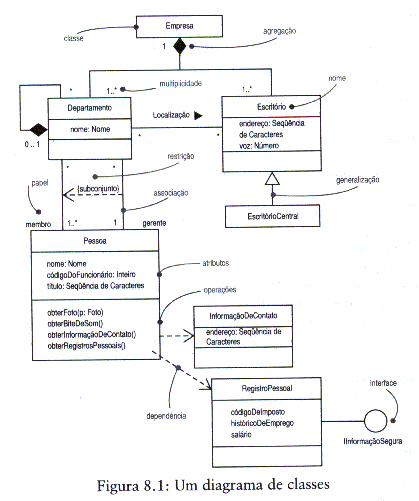 Empresa
classe
agregação
1
1..*
multiplicidade
1..*
nome
*
Departamento
Localização
Escritório
nome: Nome
endereço: Seqüência
de Caracteres
voz: Número
*
*
0..1
*
*
restrição
{subconjunto}
papel
associação
generalização
EscritórioCentral
membro
1..*
1
gerente
Pessoa
nome: Nome
códigoDoFuncionário: Inteiro
título: Seqüência de Caracteres
atributos
operações
obterFoto(p: Foto)
obterBiteDeSom()
obterInformaçãoDeContato()
obterRegistrosPessoais()
InformaçãoDeContato
endereço: Seqüência de
Caracteres
dependência
RegistroPessoal
interface
códigoDeImposto
históricoDeEmprego
salário
IInformaçãoSegura
Figura 8.1: Um diagrama de classes